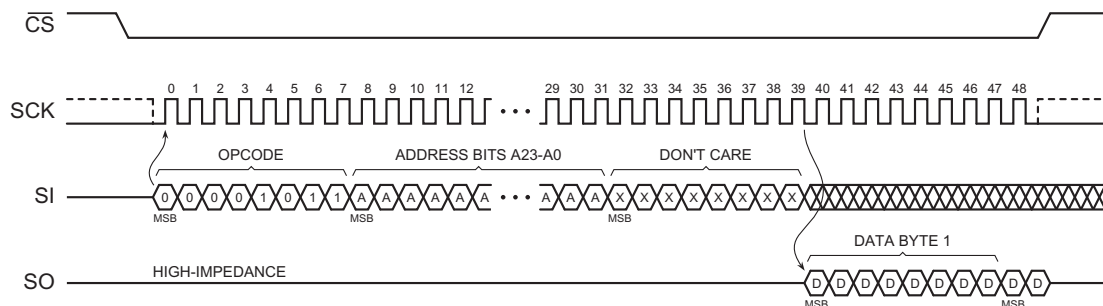 CS
0 1 2 3 4 5 6 7 8 9 10 11 12 29 30 31 32 33 34 35 36 37 38 39 40 41 42 43 44 45 46 47 48
SCK
OPCODE ADDRESS BITS A23-A0 DON'T CARE
SI 0 0 0 0 1 0 1 1 A A A A A A A A A X X X X X X X X
MSB MSB MSB
DATA BYTE 1
HIGH-IMPEDANCE
SO D D D D D D D D D D
MSB MSB